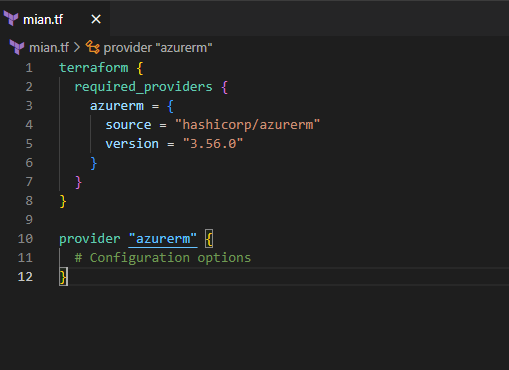 mian.tf
mian.tf > provider "azurerm"
1 terraform {
2 required_providers {
3 azurerm = {
4 source = "hashicorp/azurerm"
5 version = "3.56.0"
6 }
7 }
8 }
9
10 provider "azurerm" {
11 # Configuration options
12 }